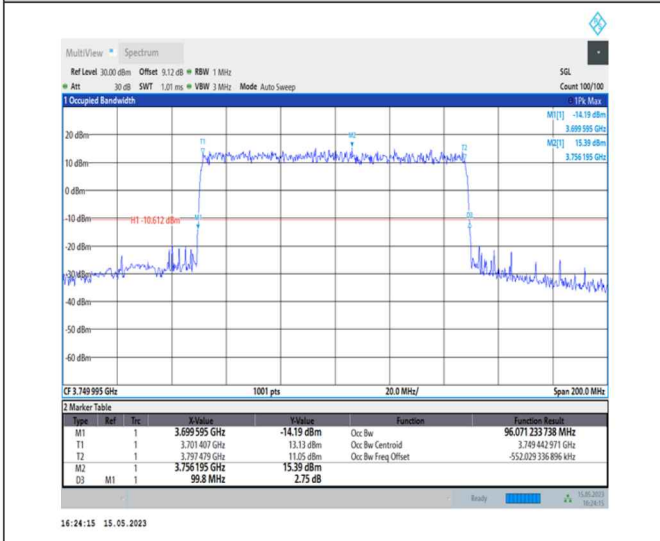 MultiView Spectrum
Ref Level 30.00 dBm Offset 9.12 dB RBW 1 MHz SGL
Att 30 dB SWT 1.01 ms VBW 3 MHz Mode Auto Sweep Count 100/100
1 Occupied Bandwidth 1Pk Max
M1[1] -14.19 dBm
3.699 595 GHz
M2[1] 15.39 dBm
3.756 195 GHz
20 dBm
T1
M2
T2
10 dBm
0 dBm
-10 dBm
H1 -10.612 dBm
M1
D3
-20 dBm
-30 dBm
-40 dBm
-50 dBm
-60 dBm
CF 3.749 995 GHz 1001 pts 20.0 MHz/ Span 200.0 MHz
2 Marker Table
Type Ref Trc X-Value Y-Value Function Function Result
M1 1 3.699 595 GHz -14.19 dBm Occ Bw 96.071 233 738 MHz
T1 1 3.701 407 GHz 13.13 dBm Occ Bw Centroid 3.749 442 971 GHz
T2 1 3.797 479 GHz 11.05 dBm Occ Bw Freq Offset -552.029 336 896 kHz
M2 1 3.756 195 GHz 15.39 dBm
D3 M1 1 99.8 MHz 2.75 dB
Ready 15.05.2023
16:24:15
16:24:15 15.05.2023